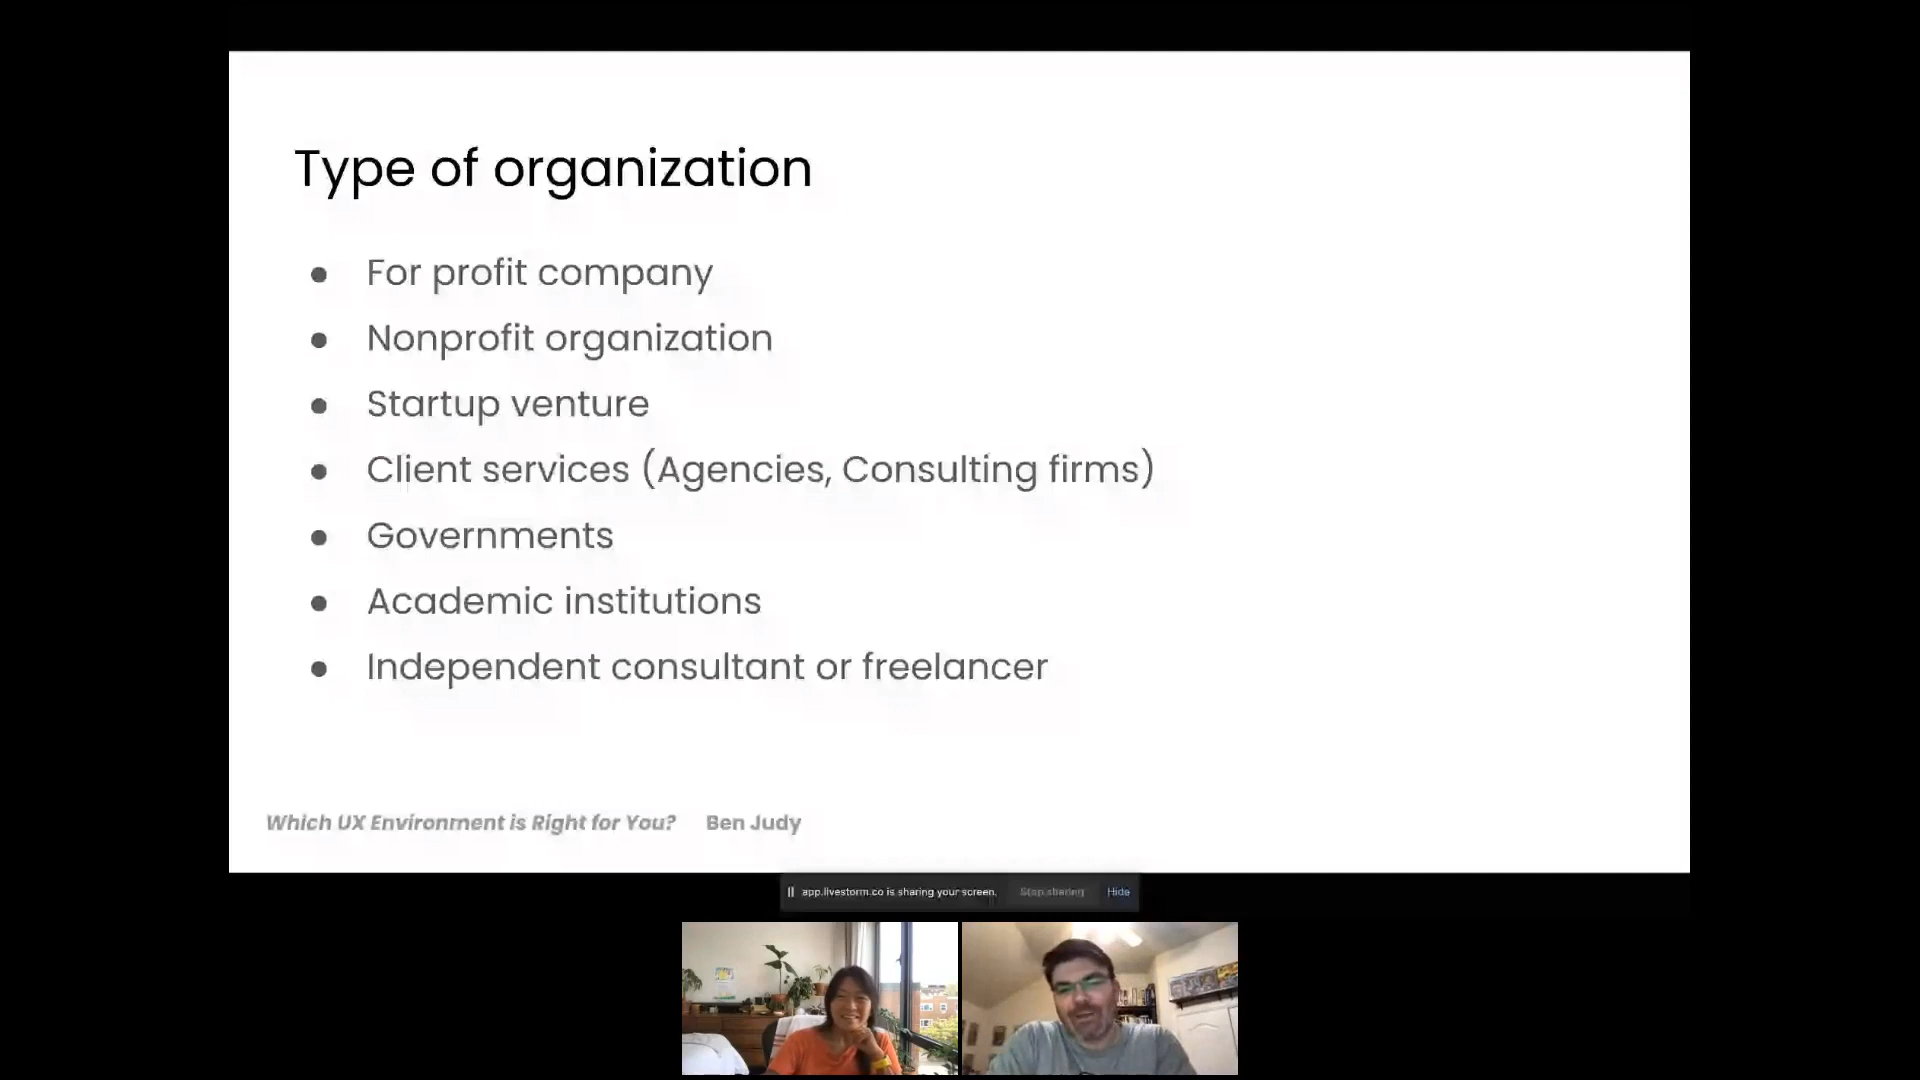 Type of organization
● For profit company
● Nonprofit organization
● Startup venture
● Client services (Agencies, Consulting firms)
● Governments
● Academic institutions
● Independent consultant or freelancer
Which UX Environment is Right for You? Ben Judy
app.livestorm.co is sharing your screen. Stop sharing Hide